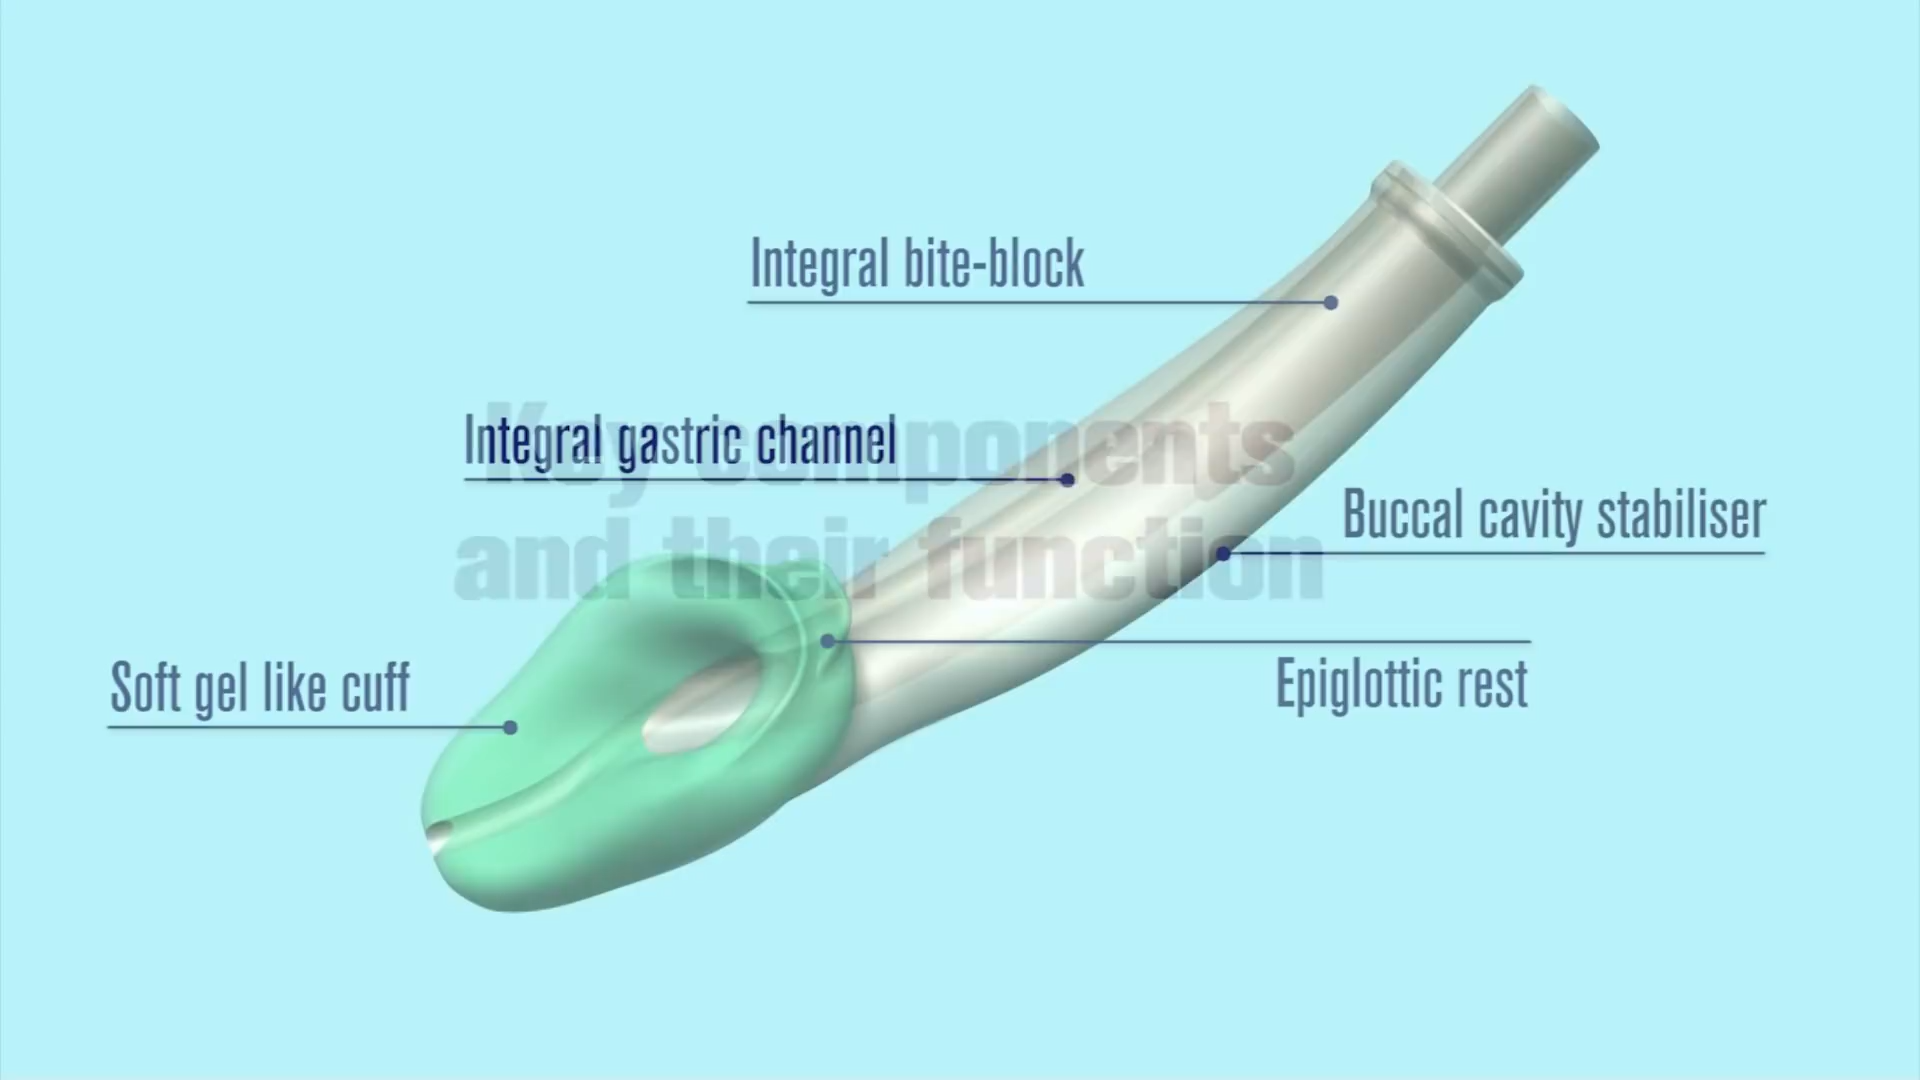 Integral bite-block
Integral gastric channel
Key components
and their function
Buccal cavity stabiliser
Epiglottic rest
Soft gel like cuff